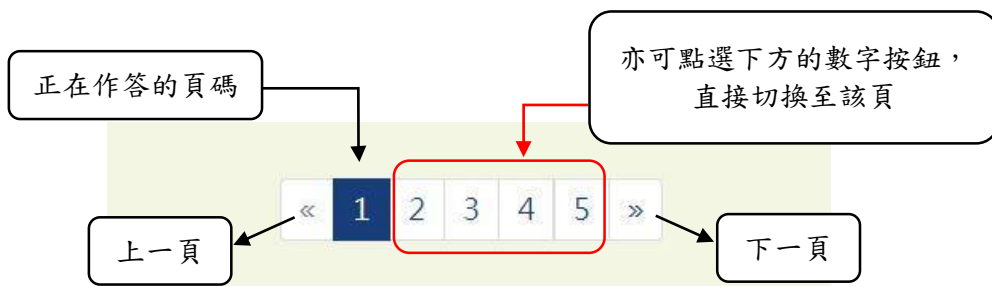 亦可點選下方的數字按鈕，
直接切換至該頁
正在作答的頁碼
« 1 2 3 4 5 »
上一頁
下一頁